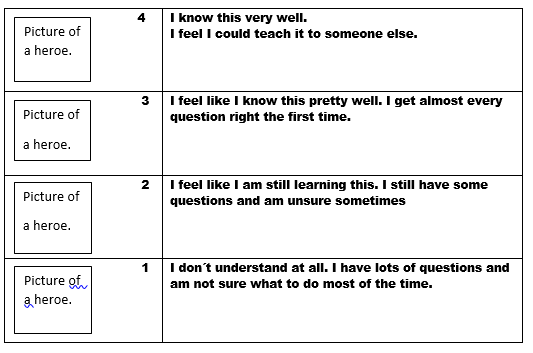 Picture of
a heroe.
4
I know this very well.
I feel I could teach it to someone else.
Picture of
a heroe.
3
I feel like I know this pretty well. I get almost every
question right the first time.
Picture of
a heroe.
2
I feel like I am still learning this. I still have some
questions and am unsure sometimes
Picture of
a heroe.
1
I don´t understand at all. I have lots of questions and
am not sure what to do most of the time.